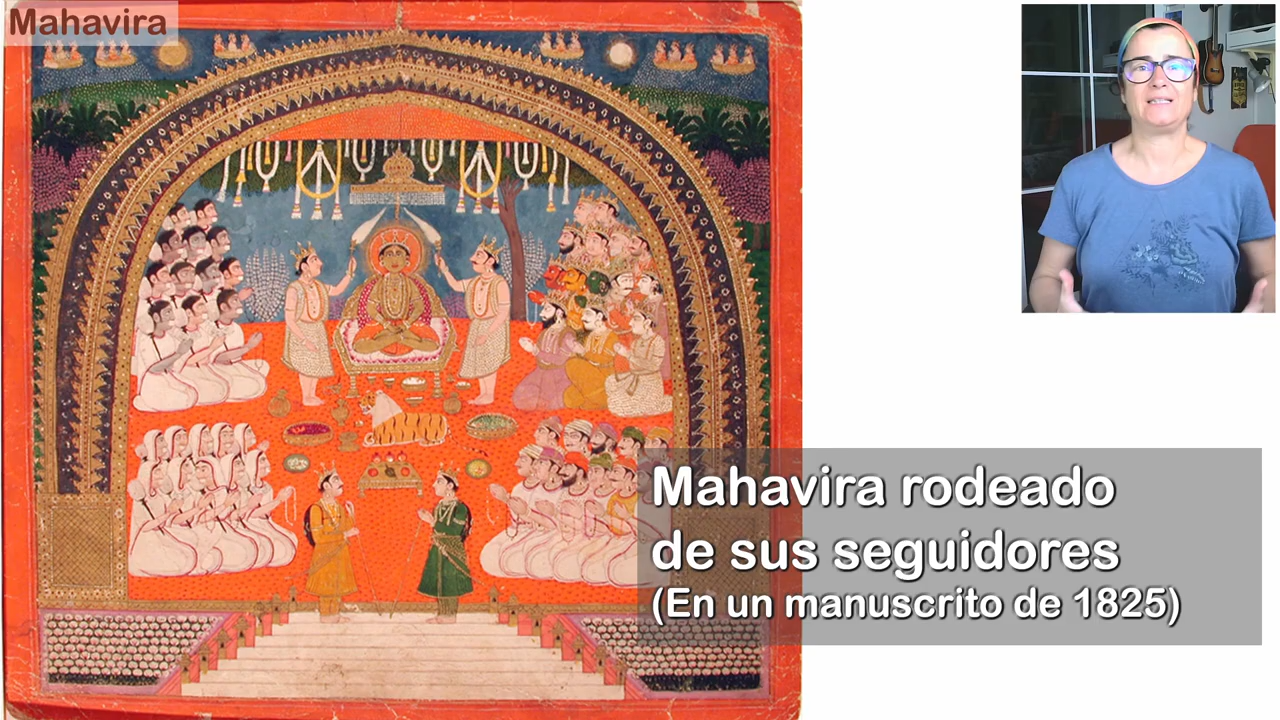 Mahavira
Mahavira rodeado
de sus seguidores
(En un manuscrito de 1825)